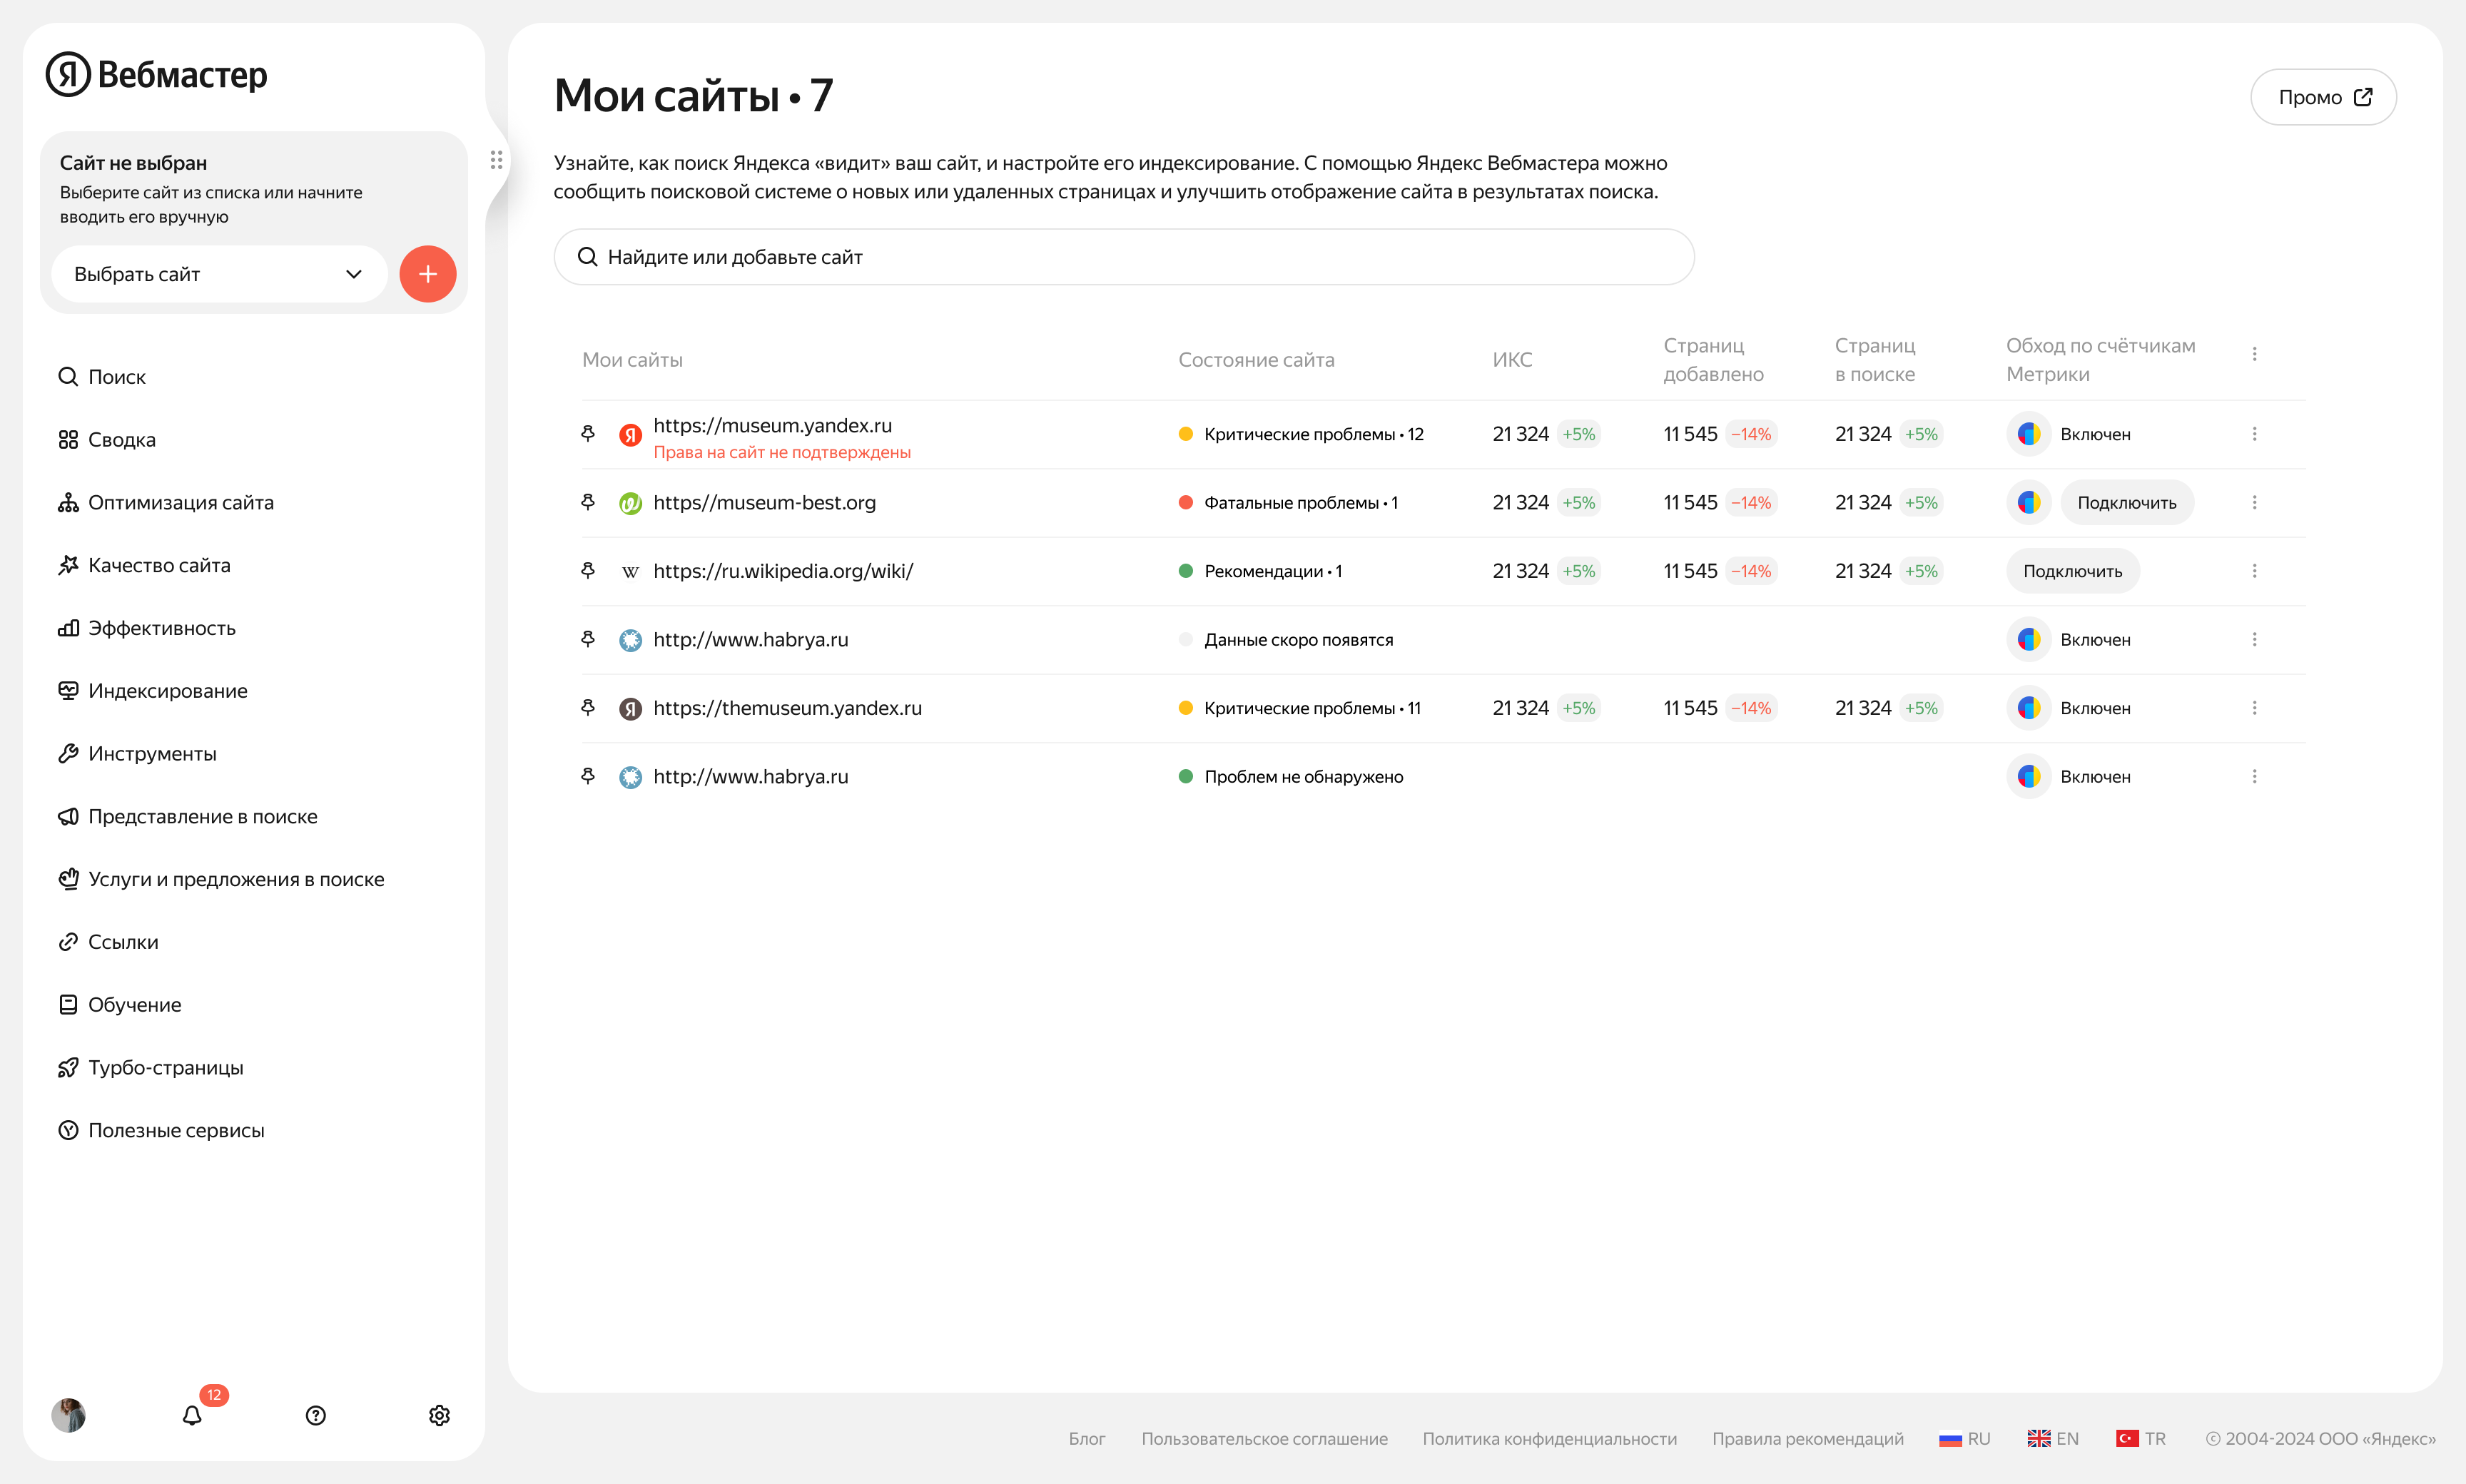 Я Вебмастер
Сайт не выбран
Выберите сайт из списка или начните
вводить его вручную
Выбрать сайт
Поиск
Сводка
Оптимизация сайта
Качество сайта
Эффективность
Индексирование
Инструменты
Представление в поиске
Услуги и предложения в поиске
Ссылки
Обучение
Турбо-страницы
Полезные сервисы
12
Мои сайты • 7
Промо
Узнайте, как поиск Яндекса «видит» ваш сайт, и настройте его индексирование. С помощью Яндекс Вебмастера можно
сообщить поисковой системе о новых или удаленных страницах и улучшить отображение сайта в результатах поиска.
Найдите или добавьте сайт
Мои сайты Состояние сайта ИКС Страниц добавлено Страниц в поиске Обход по счётчикам Метрики
Я https://museum.yandex.ru Критические проблемы • 12 21 324 +5% 11 545 −14% 21 324 +5% Включен
Права на сайт не подтверждены
https//museum-best.org Фатальные проблемы • 1 21 324 +5% 11 545 −14% 21 324 +5% Подключить
W https://ru.wikipedia.org/wiki/ Рекомендации • 1 21 324 +5% 11 545 −14% 21 324 +5% Подключить
http://www.habrya.ru Данные скоро появятся Включен
Я https://themuseum.yandex.ru Критические проблемы • 11 21 324 +5% 11 545 −14% 21 324 +5% Включен
http://www.habrya.ru Проблем не обнаружено Включен
Блог Пользовательское соглашение Политика конфиденциальности Правила рекомендаций RU EN TR © 2004-2024 ООО «Яндекс»